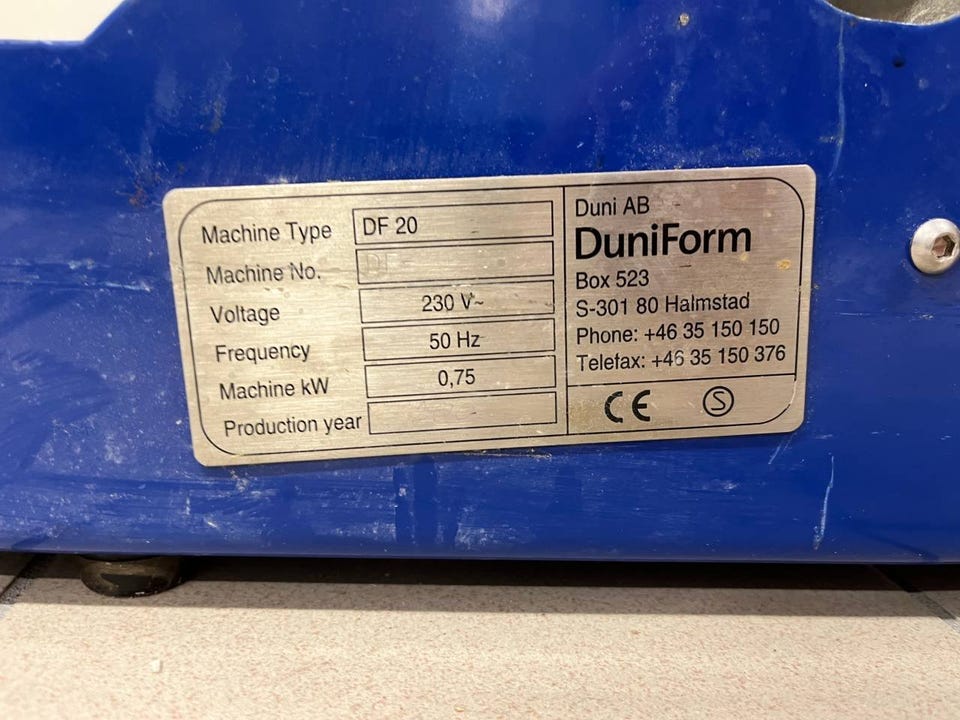 Machine Type DF 20
Machine No. DF
Voltage 230 V~
Frequency 50 Hz
Machine kW 0,75
Production year
Duni AB
DuniForm
Box 523
S-301 80 Halmstad
Phone: +46 35 150 150
Telefax: +46 35 150 376
CE S